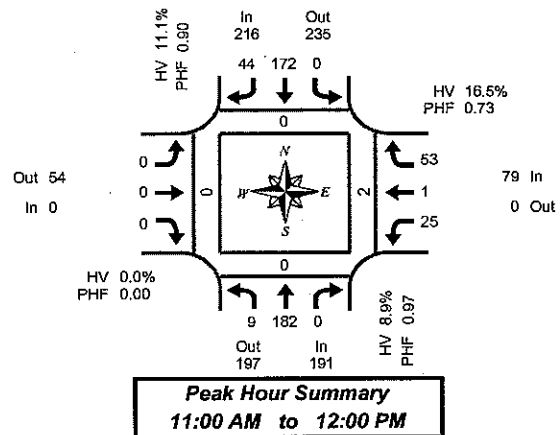 HV 11.1%
PHF 0.90
In
216
Out
235
44 172 0
HV 16.5%
PHF 0.73
0
0
0
0
Out 54
In 0
0
N
W E
S
2
53
1
25
79 In
0 Out
0
HV 0.0%
PHF 0.00
9 182 0
Out
197
In
191
HV 8.9%
PHF 0.97
Peak Hour Summary
11:00 AM to 12:00 PM